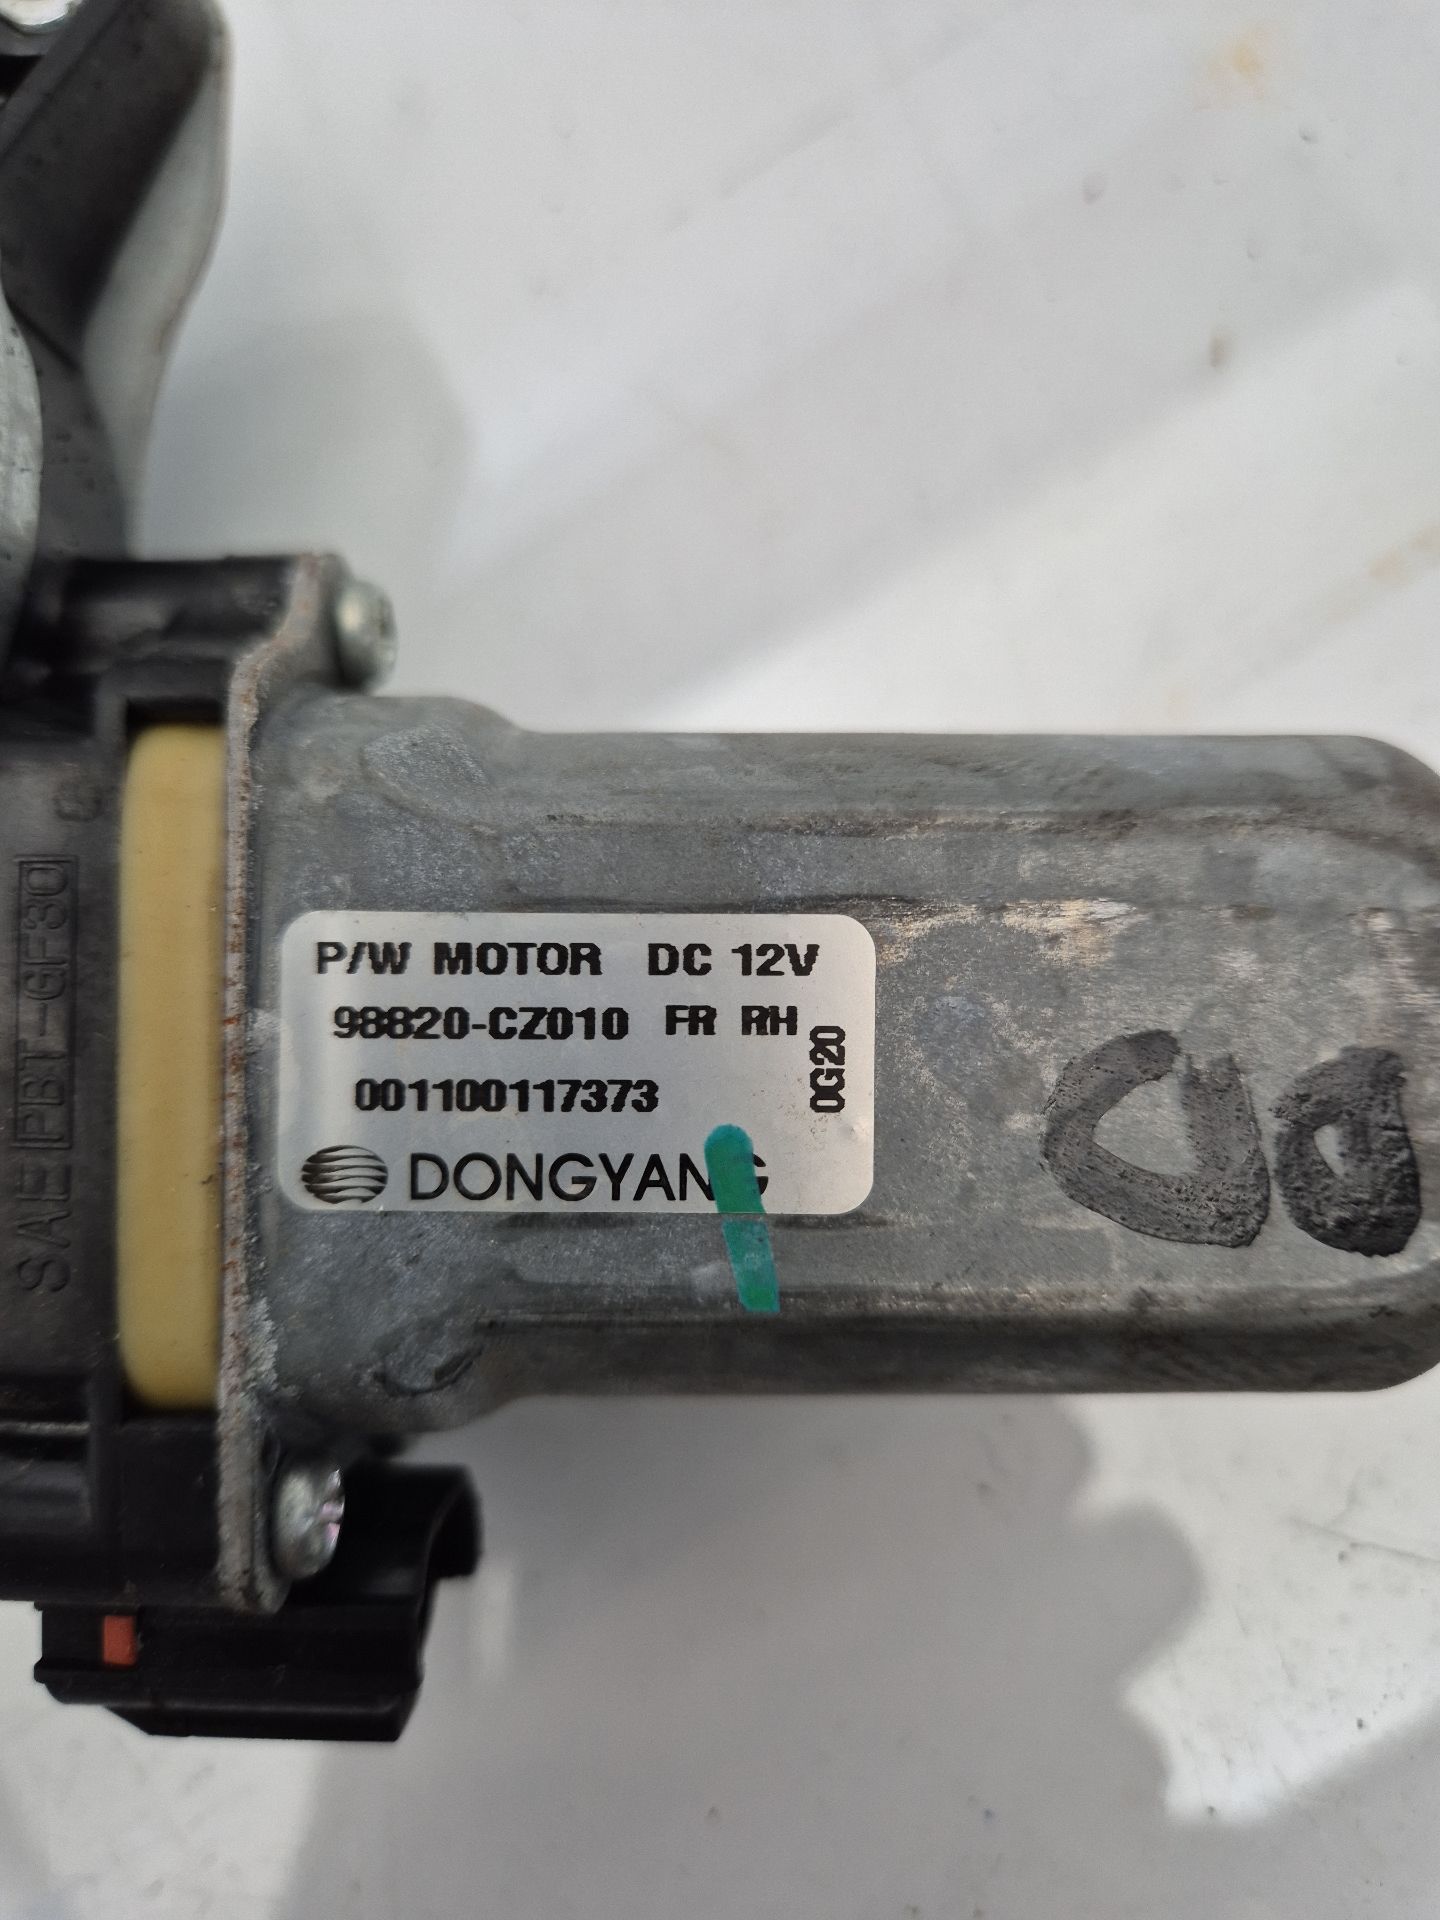 P/W MOTOR DC 12V
98820-CZ010 FR RH
0G20
001100117373
DONGYANG
SAE PBT-GF30